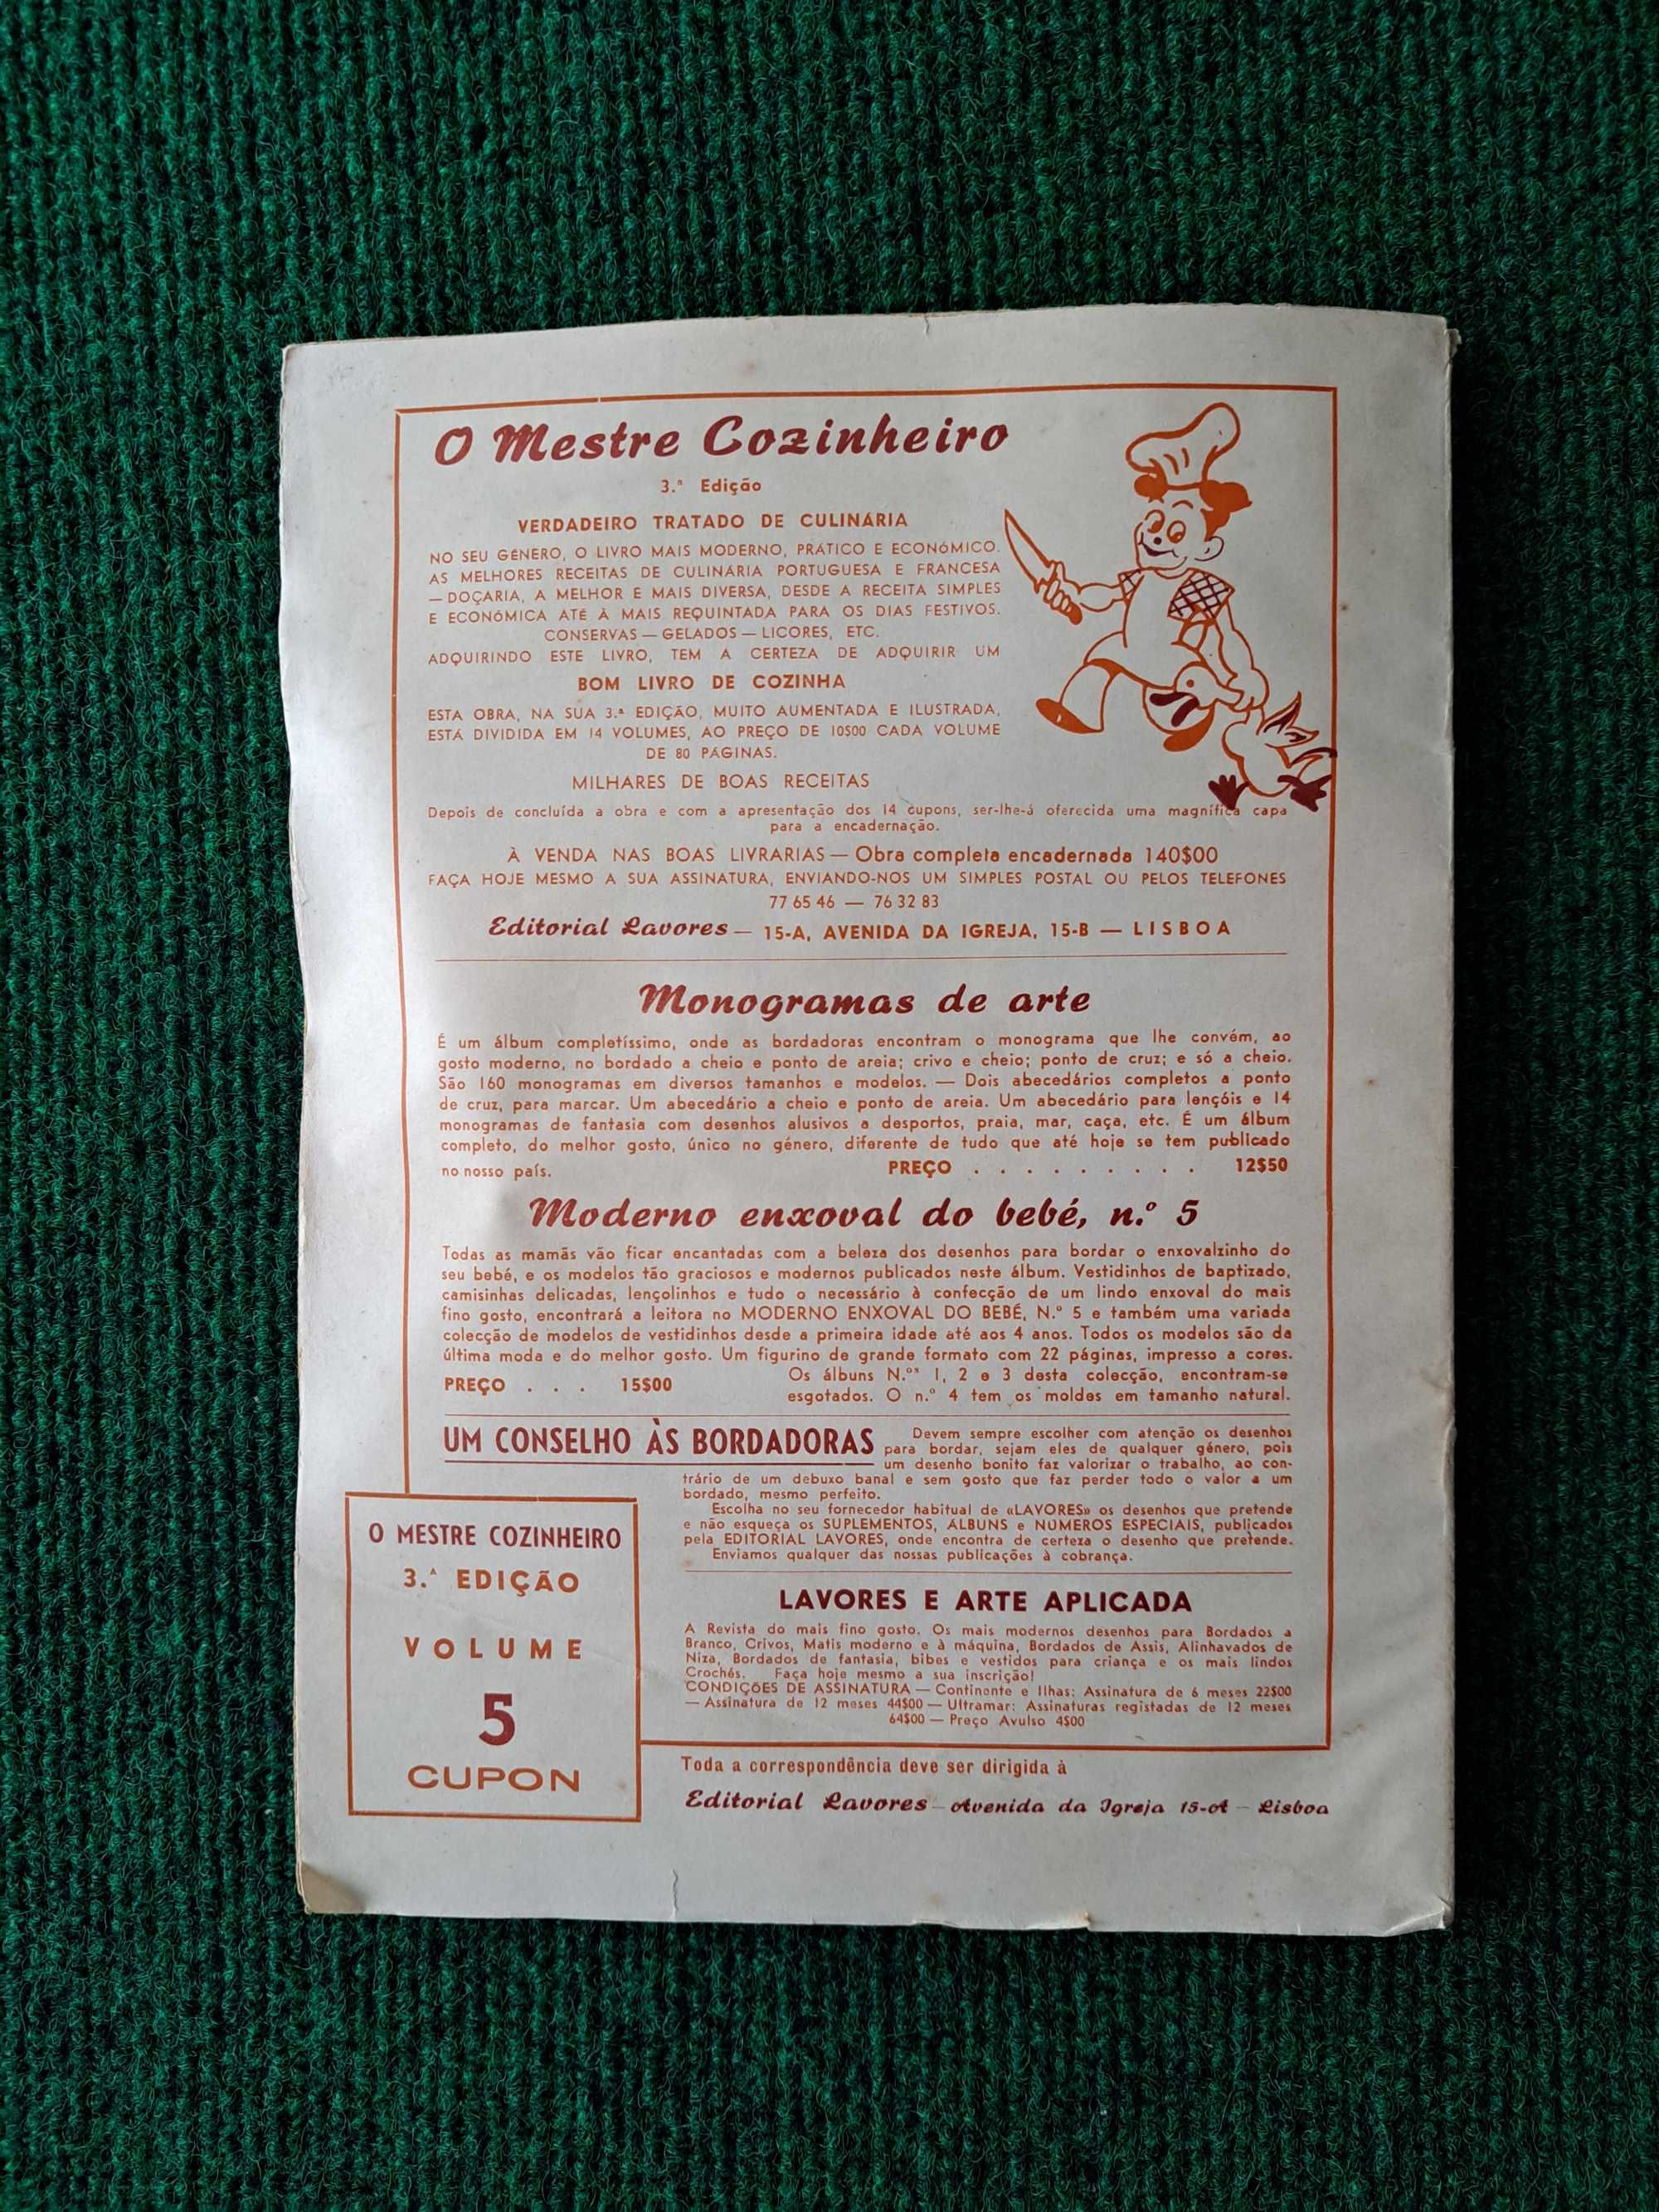 O Mestre Cozinheiro
3.ª Edição
VERDADEIRO TRATADO DE CULINÁRIA
NO SEU GÉNERO, O LIVRO MAIS MODERNO, PRÁTICO E ECONÓMICO.
AS MELHORES RECEITAS DE CULINÁRIA PORTUGUESA E FRANCESA
— DOÇARIA, A MELHOR E MAIS DIVERSA, DESDE A RECEITA SIMPLES
E ECONÓMICA ATÉ À MAIS REQUINTADA PARA OS DIAS FESTIVOS.
CONSERVAS — GELADOS — LICORES, ETC.
ADQUIRINDO ESTE LIVRO, TEM A CERTEZA DE ADQUIRIR UM
BOM LIVRO DE COZINHA
ESTA OBRA, NA SUA 3.ª EDIÇÃO, MUITO AUMENTADA E ILUSTRADA,
ESTÁ DIVIDIDA EM 14 VOLUMES, AO PREÇO DE 10$00 CADA VOLUME
DE 80 PÁGINAS.
MILHARES DE BOAS RECEITAS
Depois de concluída a obra e com a apresentação dos 14 cupons, ser-lhe-á oferecida uma magnífica capa
para a encadernação.
À VENDA NAS BOAS LIVRARIAS — Obra completa encadernada 140$00
FAÇA HOJE MESMO A SUA ASSINATURA, ENVIANDO-NOS UM SIMPLES POSTAL OU PELOS TELEFONES
77 65 46 — 76 32 83
Editorial Lavores — 15-A, AVENIDA DA IGREJA, 15-B — LISBOA
Monogramas de arte
É um álbum completíssimo, onde as bordadoras encontram o monograma que lhe convém, ao
gosto moderno, no bordado a cheio e ponto de areia; crivo e cheio; ponto de cruz; e só a cheio.
São 160 monogramas em diversos tamanhos e modelos. — Dois abecedários completos a ponto
de cruz, para marcar. Um abecedário a cheio e ponto de areia. Um abecedário para lençóis e 14
monogramas de fantasia com desenhos alusivos a desportos, praia, mar, caça, etc. É um álbum
completo, do melhor gosto, único no género, diferente de tudo que até hoje se tem publicado
no nosso país. PREÇO . . . . . . . . . 12$50
Moderno enxoval do bebé, n.º 5
Todas as mamãs vão ficar encantadas com a beleza dos desenhos para bordar o enxovalzinho do
seu bebé, e os modelos tão graciosos e modernos publicados neste álbum. Vestidinhos de baptizado,
camisinhas delicadas, lençolinhos e tudo o necessário à confecção de um lindo enxoval do mais
fino gosto, encontrará a leitora no MODERNO ENXOVAL DO BEBÉ, N.º 5 e também uma variada
colecção de modelos de vestidinhos desde a primeira idade até aos 4 anos. Todos os modelos são da
última moda e do melhor gosto. Um figurino de grande formato com 22 páginas, impresso a cores.
PREÇO . . . 15$00
Os álbuns N.ºs 1, 2 e 3 desta colecção, encontram-se
esgotados. O n.º 4 tem os moldes em tamanho natural.
UM CONSELHO ÀS BORDADORAS
Devem sempre escolher com atenção os desenhos
para bordar, sejam eles de qualquer género, pois
um desenho bonito faz valorizar o trabalho, ao con-
trário de um debuxo banal e sem gosto que faz perder todo o valor a um
bordado, mesmo perfeito.
Escolha no seu fornecedor habitual de «LAVORES» os desenhos que pretende
e não esqueça os SUPLEMENTOS, ÁLBUNS e NÚMEROS ESPECIAIS, publicados
pela EDITORIAL LAVORES, onde encontra de certeza o desenho que pretende.
Enviamos qualquer das nossas publicações à cobrança.
LAVORES E ARTE APLICADA
A Revista do mais fino gosto. Os mais modernos desenhos para Bordados a
Branco, Crivos, Matis moderno e à máquina, Bordados de Assis, Alinhavados de
Niza, Bordados de fantasia, bibes e vestidos para criança e os mais lindos
Crochés. Faça hoje mesmo a sua inscrição!
CONDIÇÕES DE ASSINATURA — Continente e Ilhas: Assinatura de 6 meses 22$00
— Assinatura de 12 meses 44$00 — Ultramar: Assinaturas registadas de 12 meses
64$00 — Preço Avulso 4$00
O MESTRE COZINHEIRO
3.ª EDIÇÃO
VOLUME
5
CUPON
Toda a correspondência deve ser dirigida à
Editorial Lavores — Avenida da Igreja 15-A — Lisboa